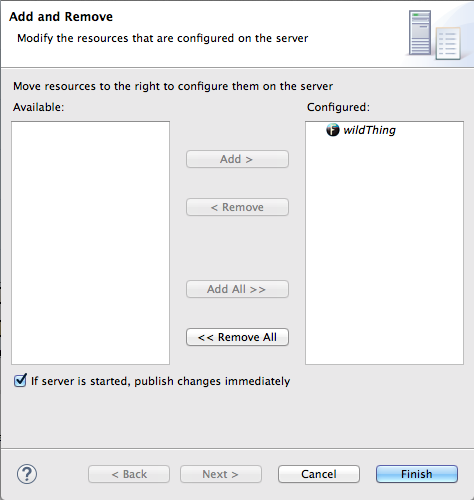 Add and Remove
Modify the resources that are configured on the server
Move resources to the right to configure them on the server
Available:
Configured:
wildThing
Add >
< Remove
Add All >>
<< Remove All
If server is started, publish changes immediately
?
< Back
Next >
Cancel
Finish